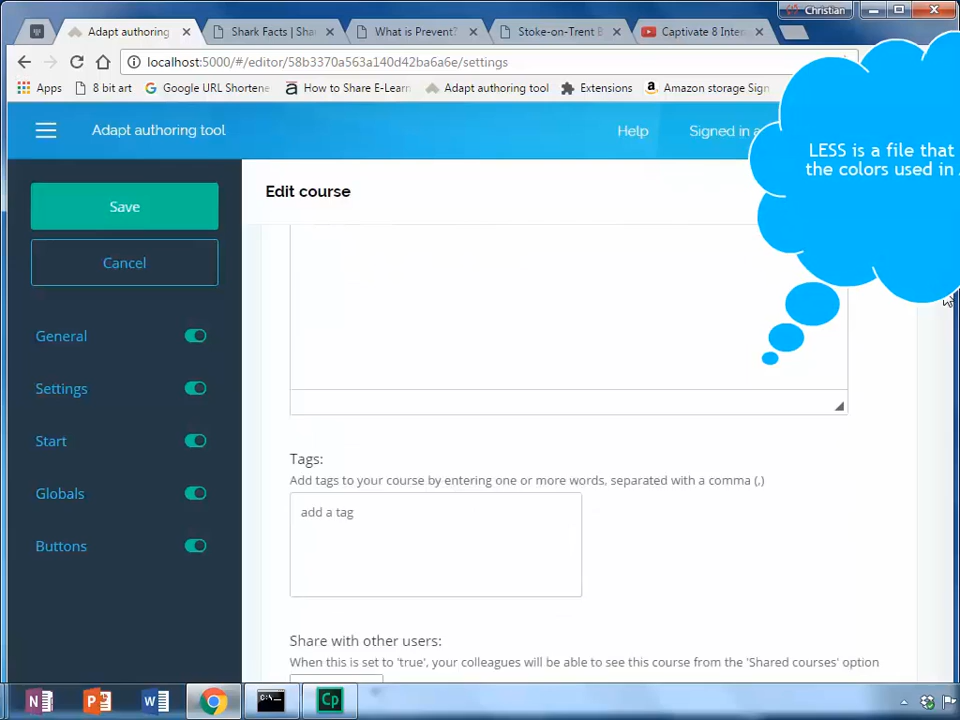 Christian
Adapt authoring
Shark Facts | Sha
What is Prevent?
Stoke-on-Trent B
Captivate 8 Inte
localhost:5000/#/editor/58b3370a563a140d42ba6a6e/settings
Apps
8 bit art
Google URL Shortene
How to Share E-Learn
Adapt authoring tool
Extensions
Amazon storage Sign
Adapt authoring tool
Help
Signed in a
LESS is a file that
the colors used in
Edit course
Save
Cancel
General
Settings
Start
Globals
Buttons
Tags:
Add tags to your course by entering one or more words, separated with a comma (,)
add a tag
Share with other users:
When this is set to 'true', your colleagues will be able to see this course from the 'Shared courses' option
N
P
W
C:\
Cp